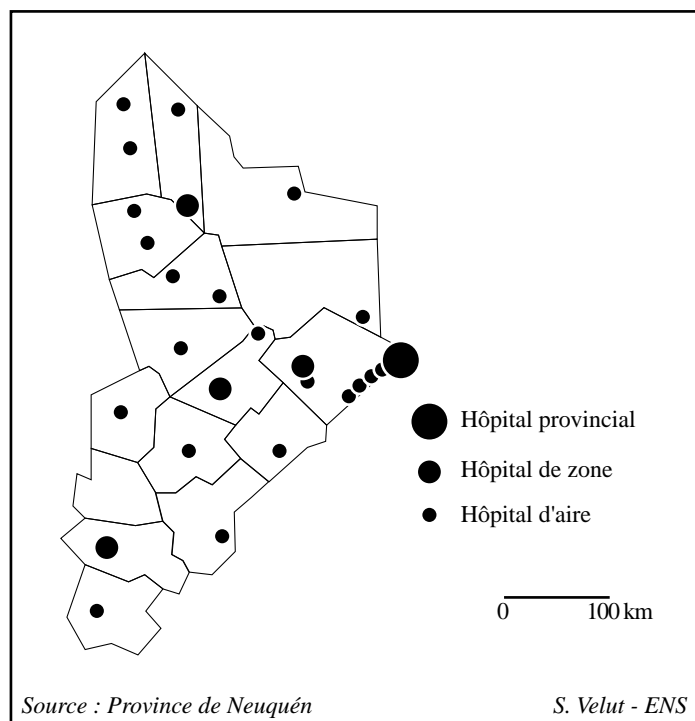 Hôpital provincial
Hôpital de zone
Hôpital d'aire
0 100 km
Source : Province de Neuquén S. Velut - ENS